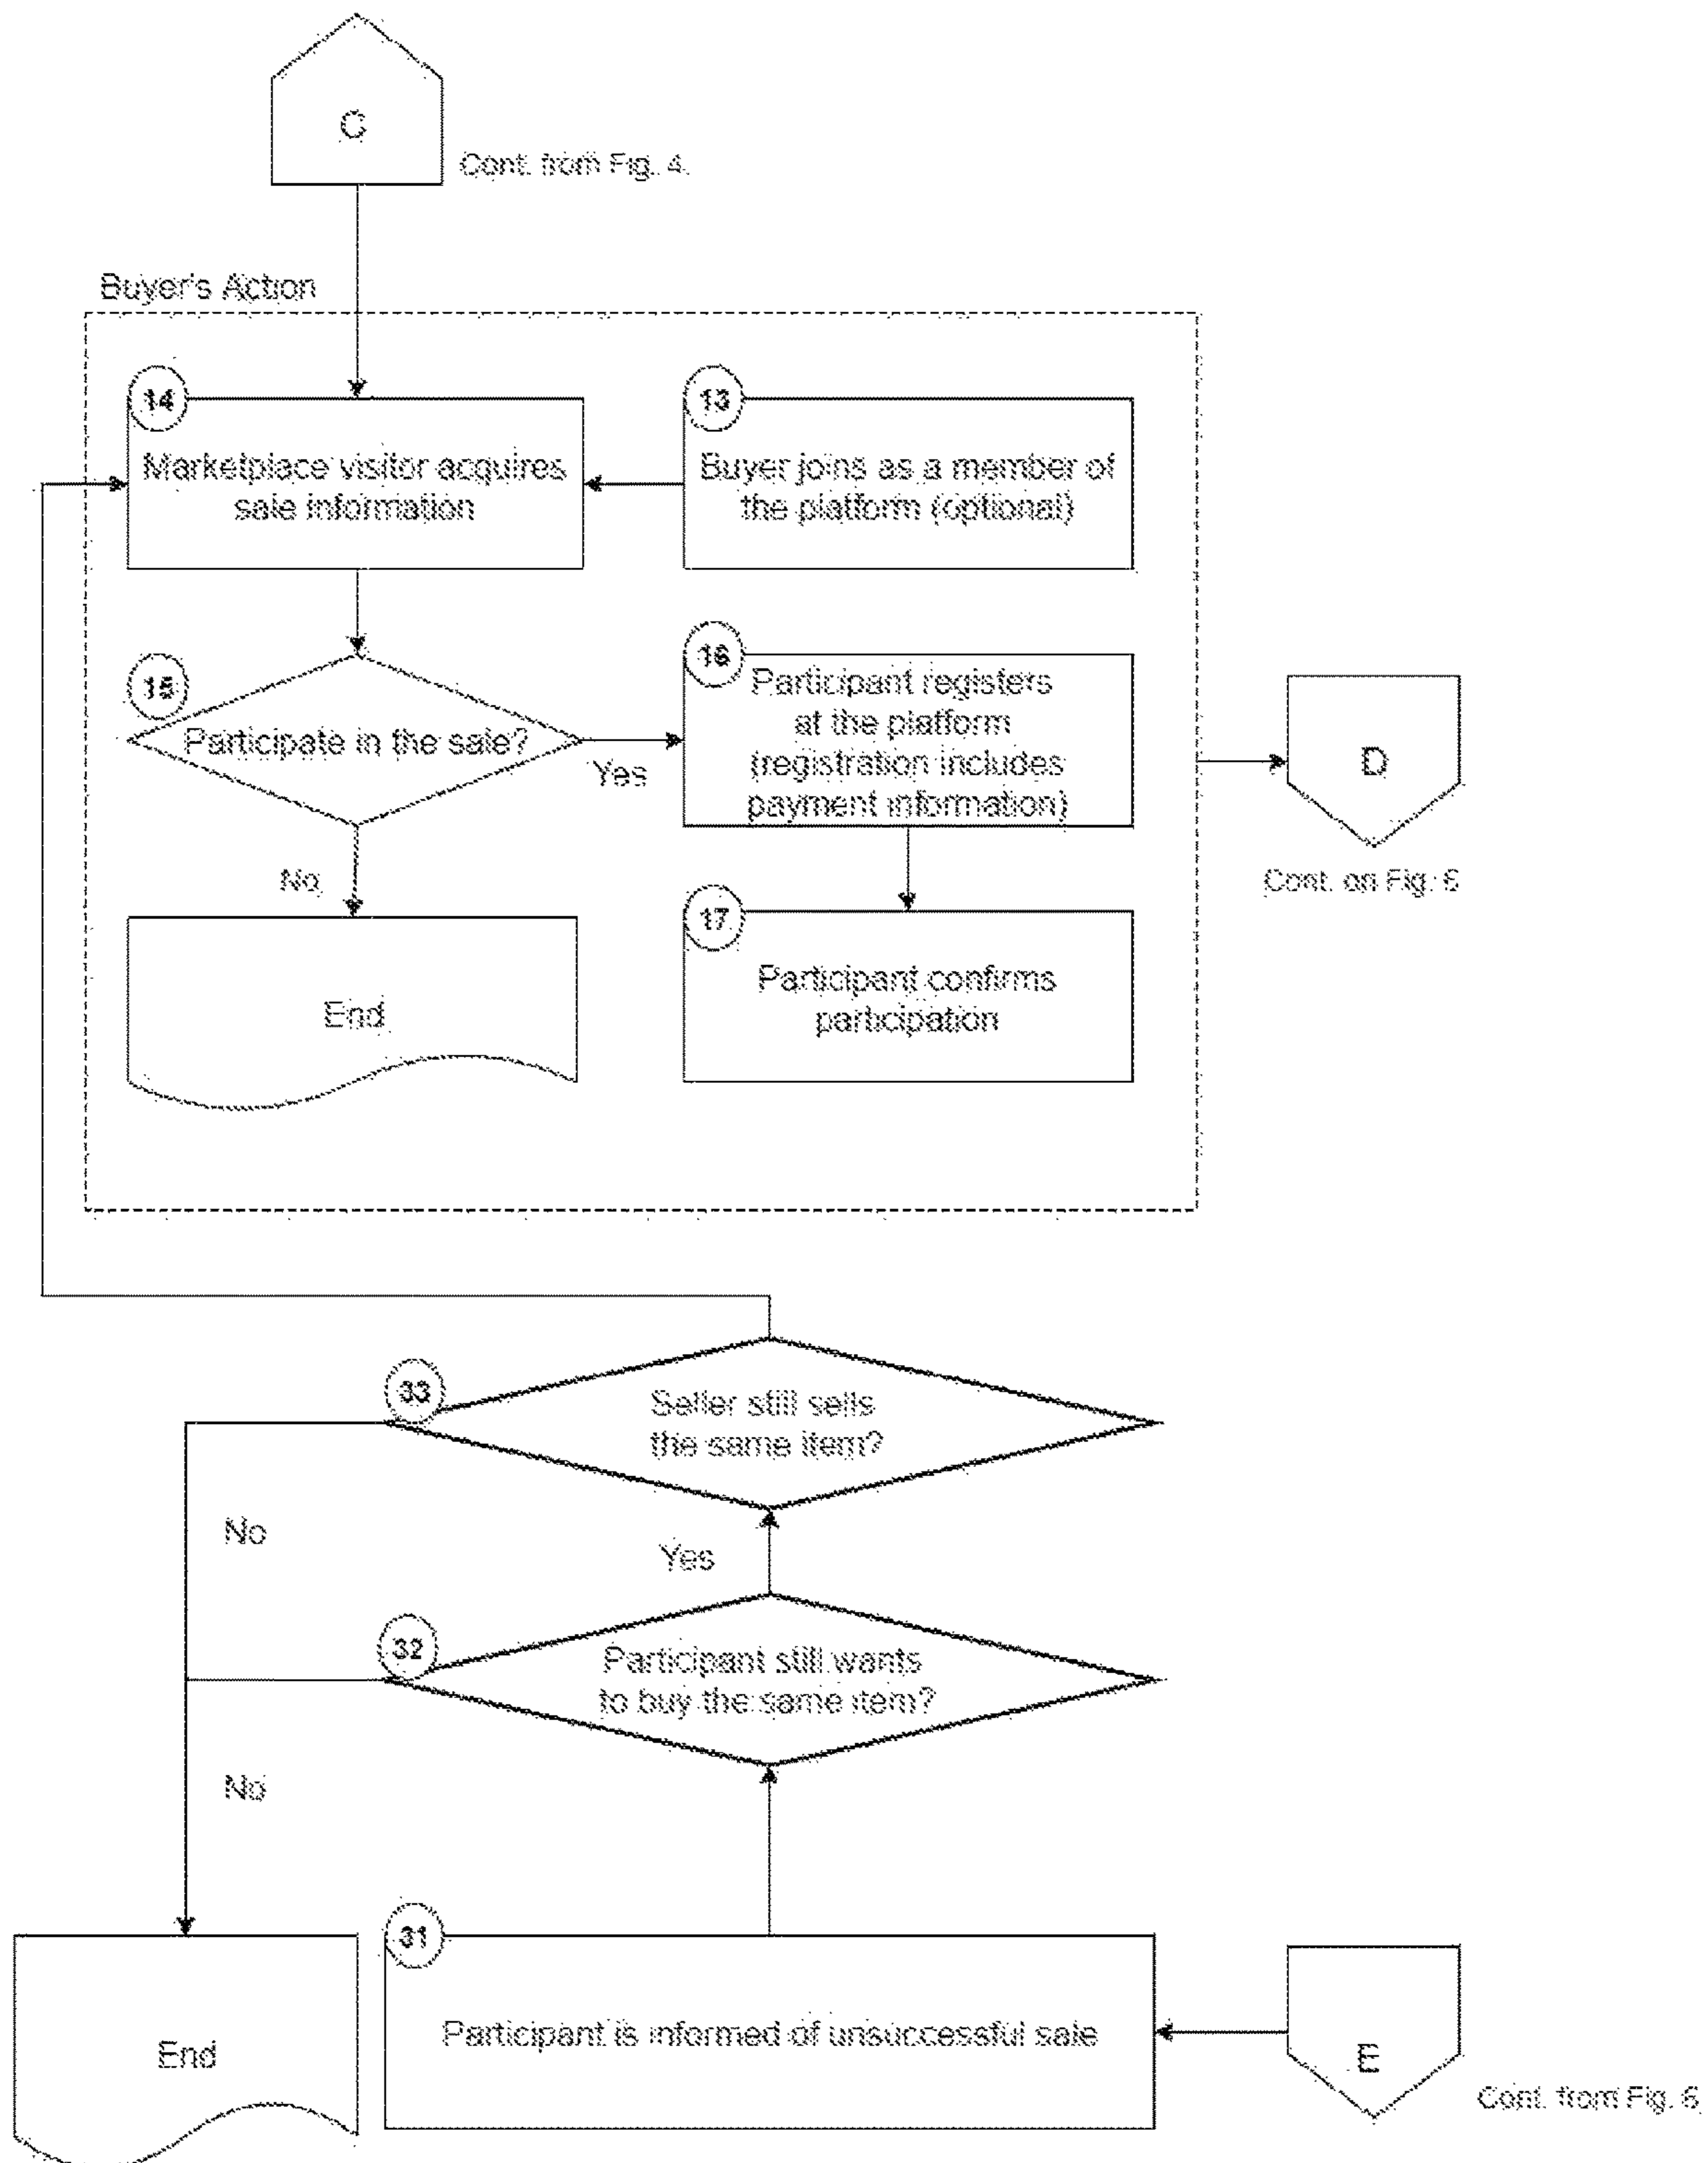 C
Cont. from Fig. 4.
Buyer's Action
14
Marketplace visitor acquires
sale information
13
Buyer joins as a member of
the platform (optional)
15
Participate in the sale?
Yes
No
16
Participant registers
at the platform
(registration includes
payment information)
D
Cont. on Fig. 6
End
17
Participant confirms
participation
33
Seller still sells
the same item?
No
Yes
32
Participant still wants
to buy the same item?
No
End
31
Participant is informed of unsuccessful sale
E
Cont. from Fig. 6